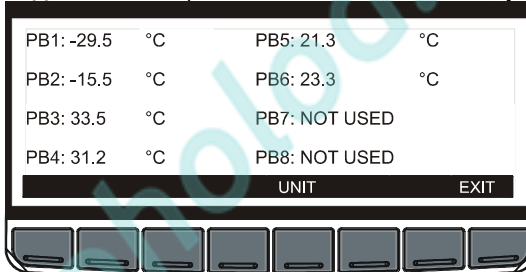 PB1: -29.5 °C PB5: 21.3 °C
PB2: -15.5 °C PB6: 23.3 °C
PB3: 33.5 °C PB7: NOT USED
PB4: 31.2 °C PB8: NOT USED
UNIT EXIT